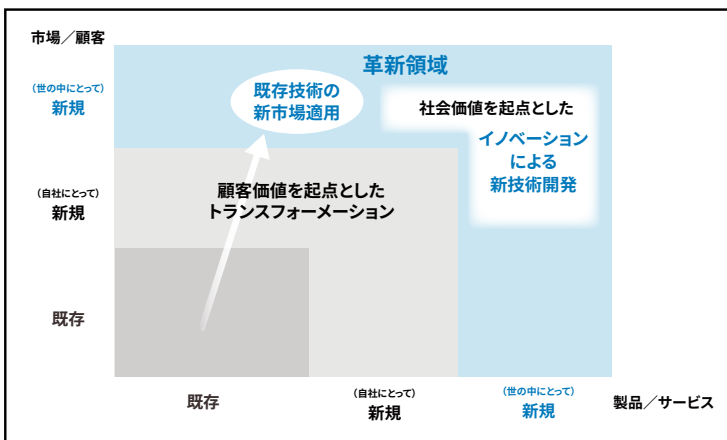 市場／顧客
革新領域
(世の中にとって)
新規
既存技術の
新市場適用
社会価値を起点とした
イノベーション
による
新技術開発
(自社にとって)
新規
顧客価値を起点とした
トランスフォーメーション
既存
既存
(自社にとって)
新規
(世の中にとって)
新規
製品／サービス